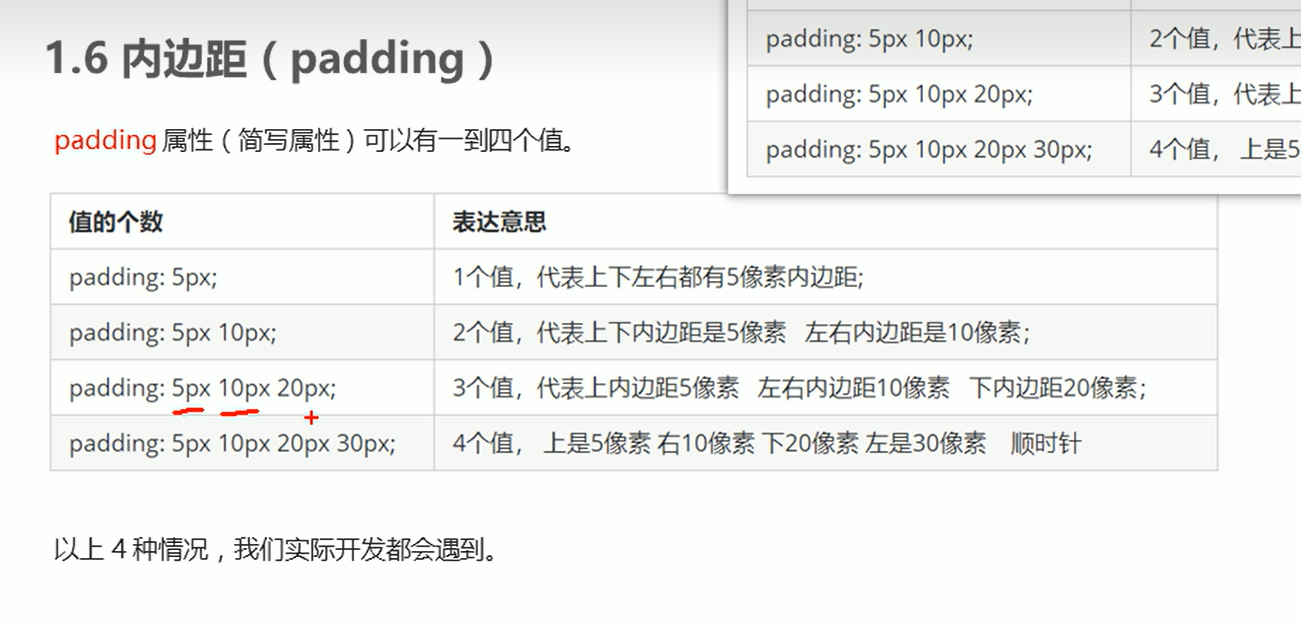 1.6 内边距（padding）
padding: 5px 10px; 2个值，代表上
padding: 5px 10px 20px; 3个值，代表上
padding: 5px 10px 20px 30px; 4个值， 上是5
padding 属性（简写属性）可以有一到四个值。
值的个数 表达意思
padding: 5px; 1个值，代表上下左右都有5像素内边距;
padding: 5px 10px; 2个值，代表上下内边距是5像素 左右内边距是10像素;
padding: 5px 10px 20px; 3个值，代表上内边距5像素 左右内边距10像素 下内边距20像素;
padding: 5px 10px 20px 30px; 4个值， 上是5像素 右10像素 下20像素 左是30像素 顺时针
以上 4 种情况，我们实际开发都会遇到。